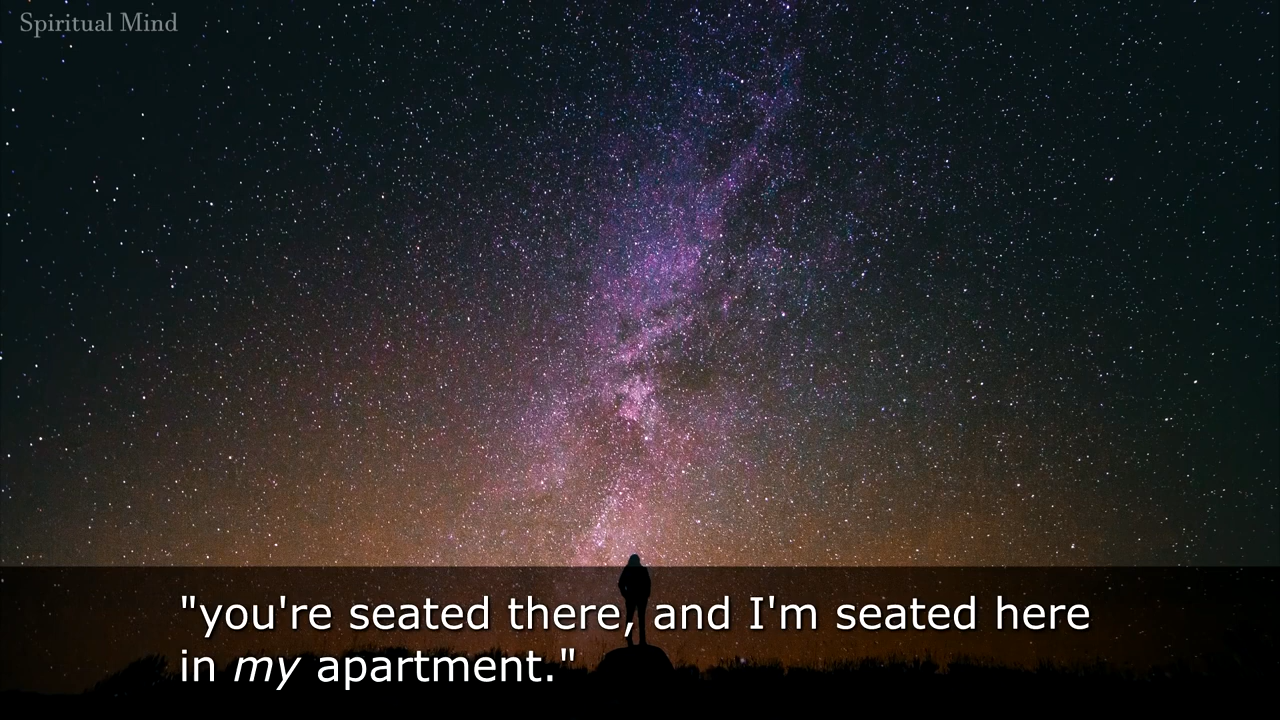 Spiritual Mind
"you're seated there, and I'm seated here
in my apartment."